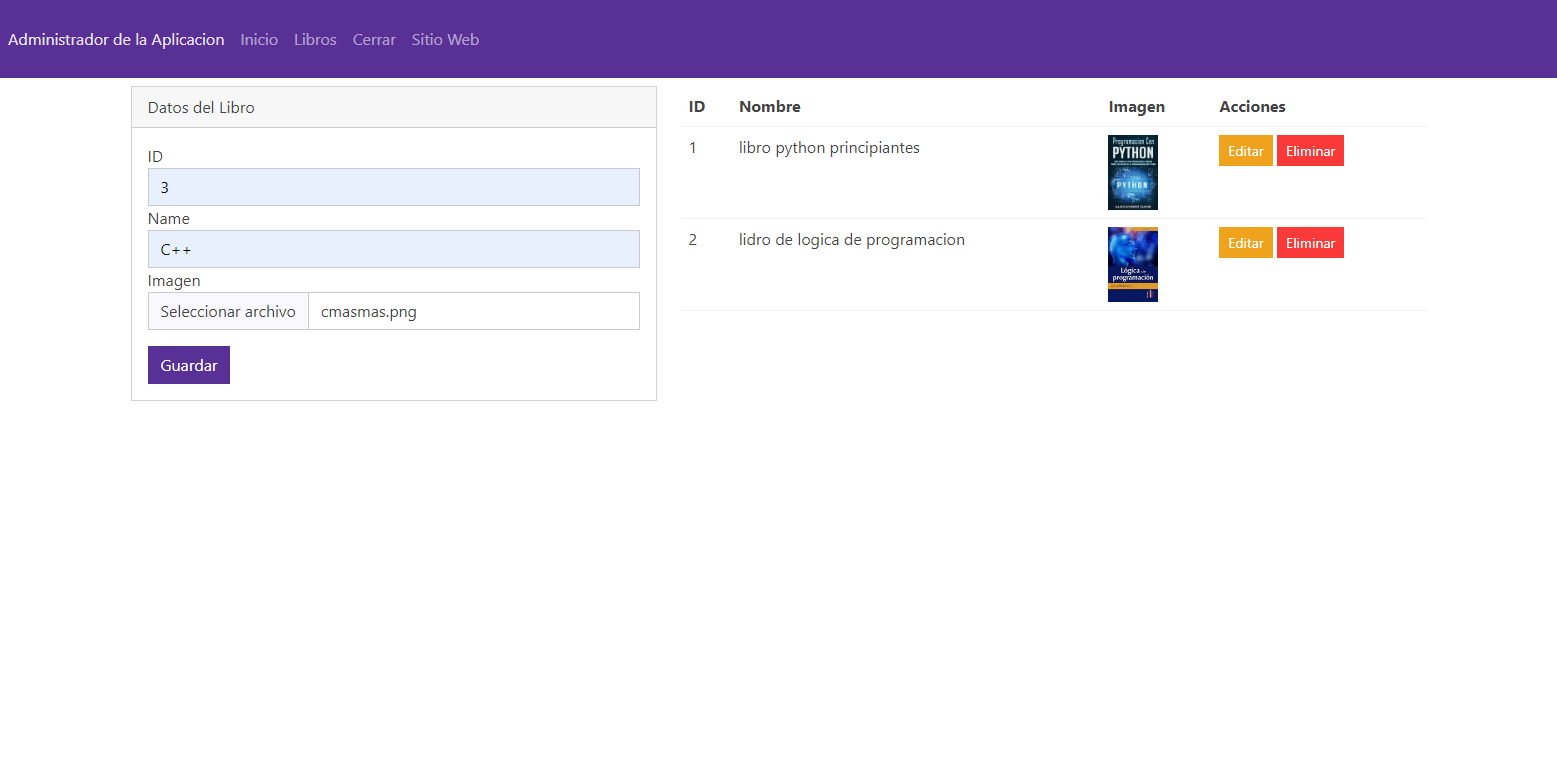 Administrador de la Aplicacion Inicio Libros Cerrar Sitio Web
Datos del Libro
ID
3
Name
C++
Imagen
Seleccionar archivo cmasmas.png
Guardar
ID Nombre Imagen Acciones
1 libro python principiantes Editar Eliminar
Programacion Con
PYTHON
PYTHON
2 lidro de logica de programacion Editar Eliminar
Lógica de
programación